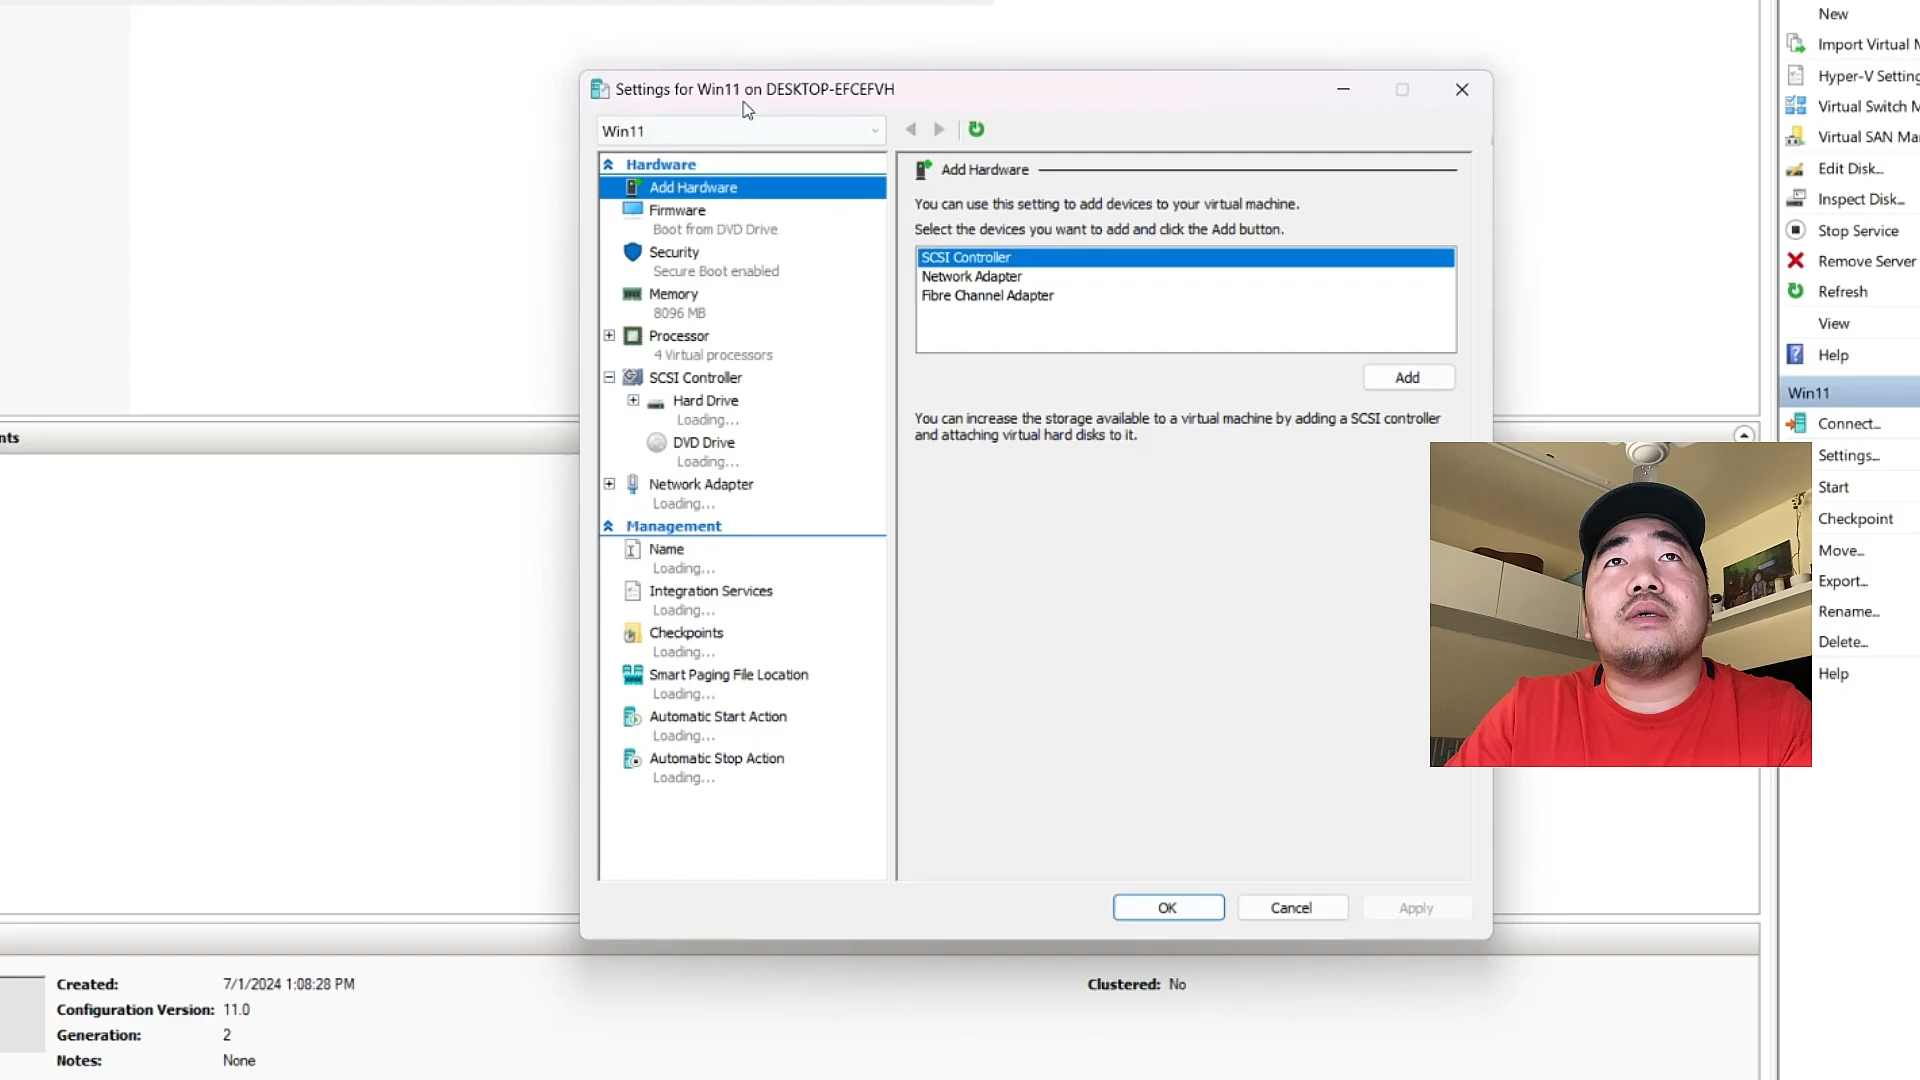 Settings for Win11 on DESKTOP-EFCEFVH
Win11
Hardware
Add Hardware
Firmware
Boot from DVD Drive
Security
Secure Boot enabled
Memory
8096 MB
Processor
4 Virtual processors
SCSI Controller
Hard Drive
Loading...
DVD Drive
Loading...
Network Adapter
Loading...
Management
Name
Loading...
Integration Services
Loading...
Checkpoints
Loading...
Smart Paging File Location
Loading...
Automatic Start Action
Loading...
Automatic Stop Action
Loading...
Add Hardware
You can use this setting to add devices to your virtual machine.
Select the devices you want to add and click the Add button.
SCSI Controller
Network Adapter
Fibre Channel Adapter
Add
You can increase the storage available to a virtual machine by adding a SCSI controller
and attaching virtual hard disks to it.
OK
Cancel
Apply
nts
Created: 7/1/2024 1:08:28 PM
Configuration Version: 11.0
Generation: 2
Notes: None
Clustered: No
New
Import Virtual M
Hyper-V Setting
Virtual Switch M
Virtual SAN Ma
Edit Disk...
Inspect Disk...
Stop Service
Remove Server
Refresh
View
Help
Win11
Connect...
Settings...
Start
Checkpoint
Move...
Export...
Rename...
Delete...
Help